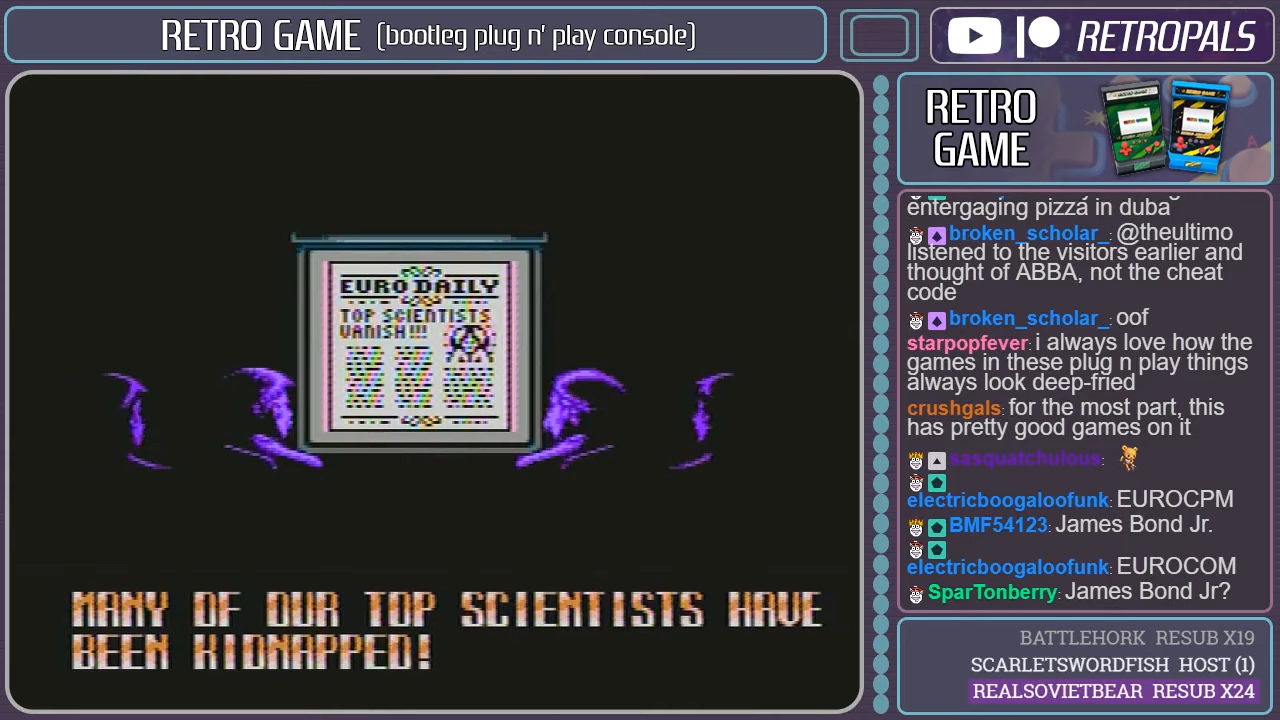 RETRO GAME (bootleg plug n' play console)
RETROPALS
RETRO
GAME
EURO DAILY
TOP SCIENTISTS
VANISH!!!
MANY OF OUR TOP SCIENTISTS HAVE
BEEN KIDNAPPED!
entergaging pizza in duba
broken_scholar_: @theultimo
listened to the visitors earlier and
thought of ABBA, not the cheat
code
broken_scholar_: oof
starpopfever: i always love how the
games in these plug n play things
always look deep-fried
crushgals: for the most part, this
has pretty good games on it
sasquatchulous:
electricboogaloofunk: EUROCPM
BMF54123: James Bond Jr.
electricboogaloofunk: EUROCOM
SparTonberry: James Bond Jr?
BATTLEHORK RESUB X19
SCARLETSWORDFISH HOST (1)
REALSOVIETBEAR RESUB X24